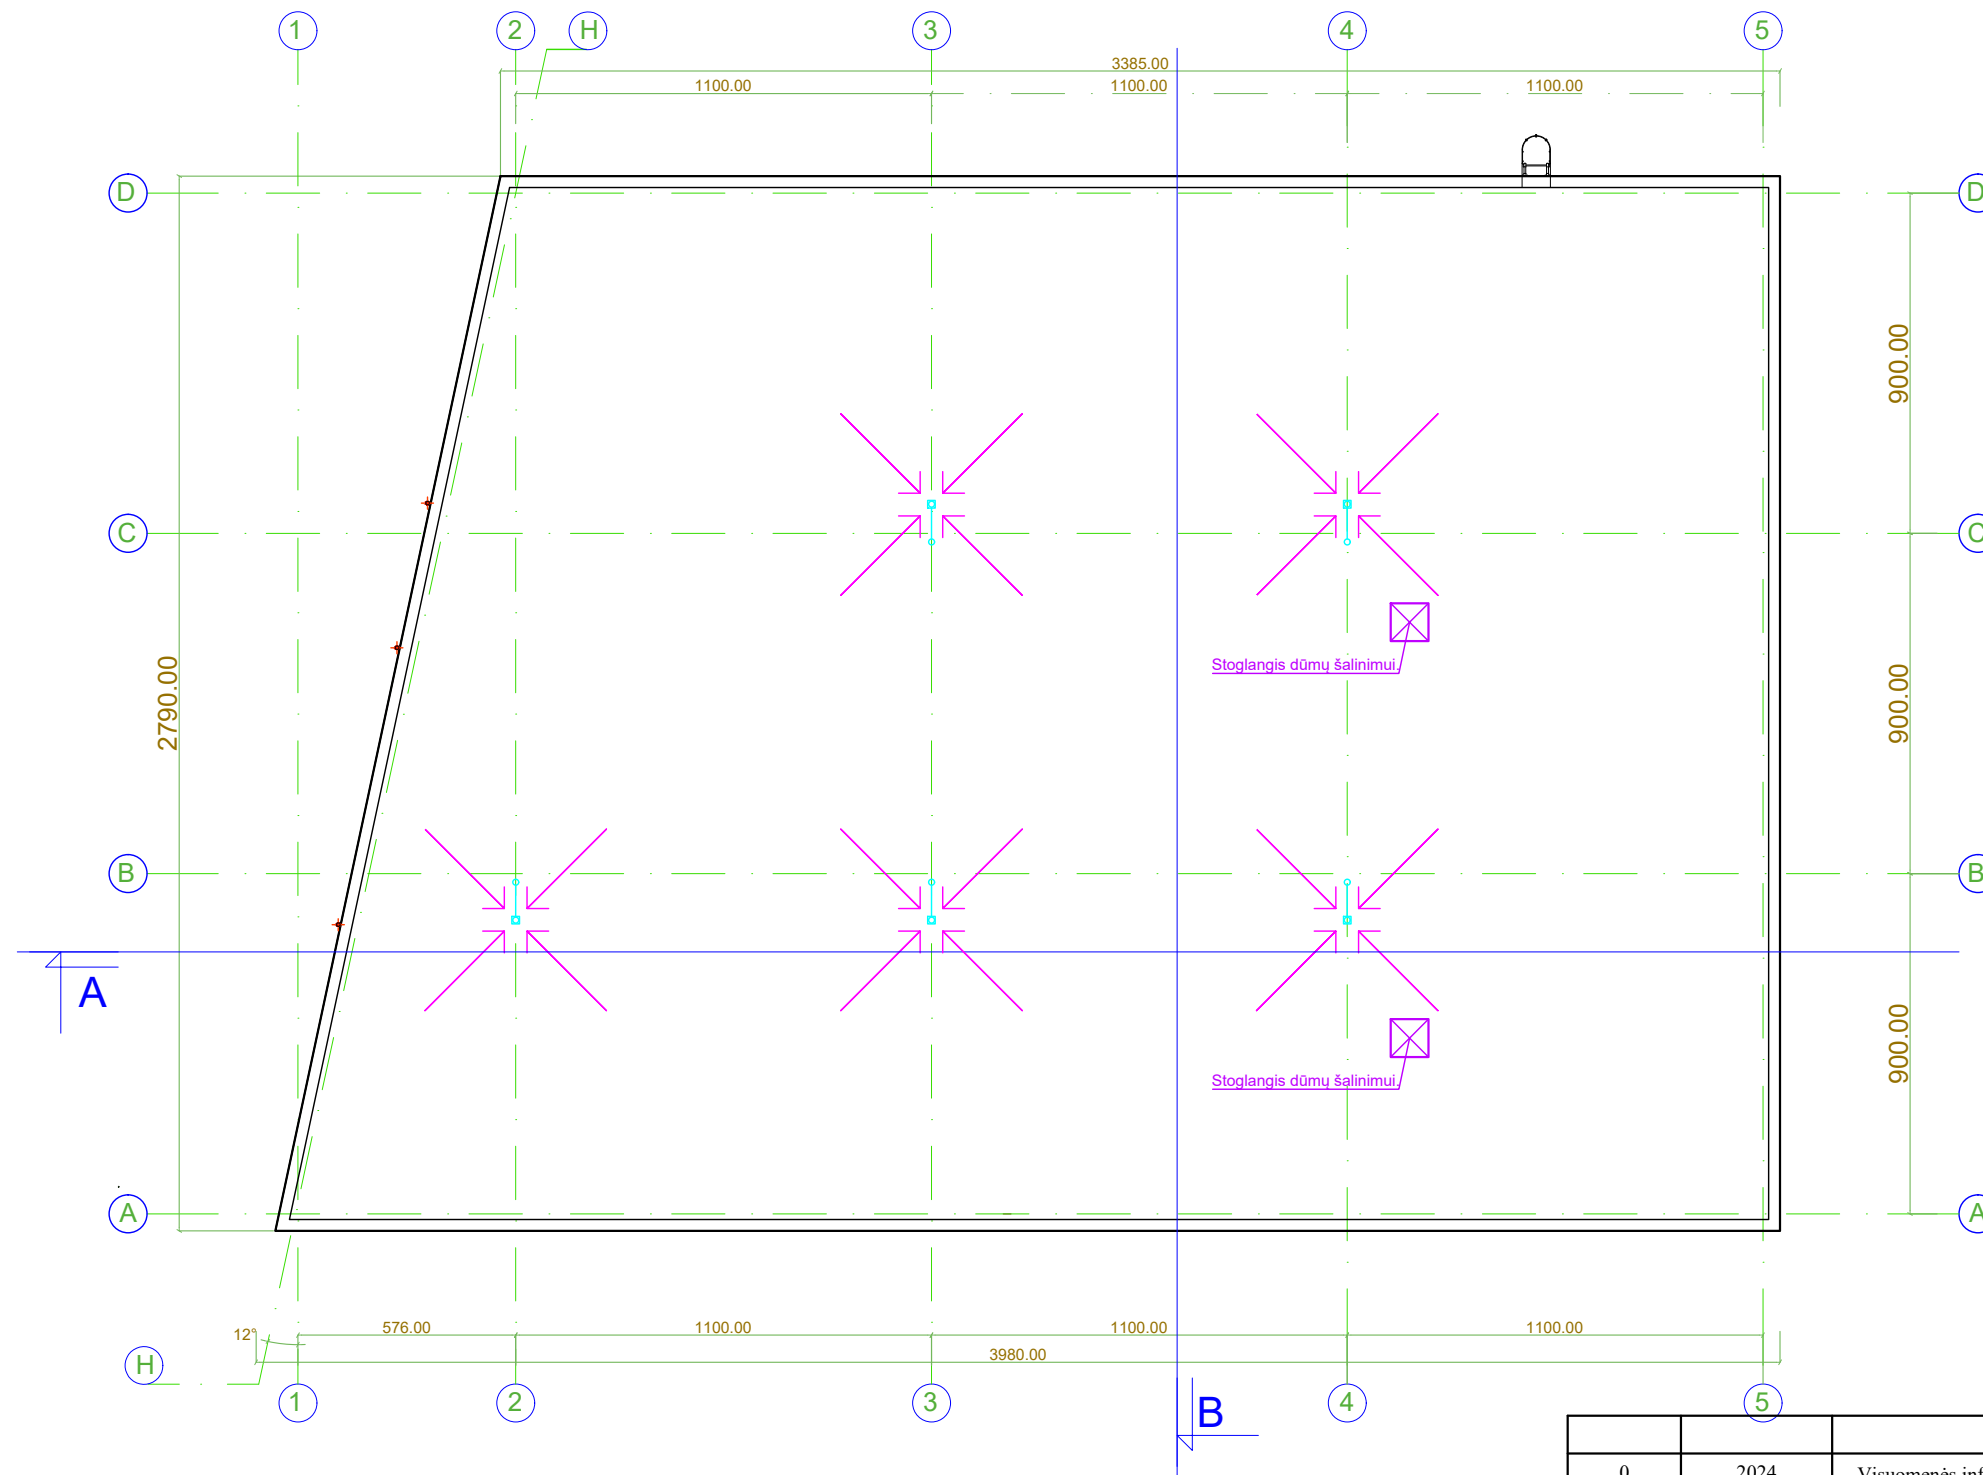 1 2 H 3 4 5
3385.00
1100.00 1100.00 1100.00
D D
900.00
C C
Stoglangis dūmų šalinimui.
2790.00 900.00
B B
A
900.00
Stoglangis dūmų šalinimui.
A A
12° 576.00 1100.00 1100.00 1100.00
3980.00
H
1 2 3 4 5
B
0 2024 Visuomenės inf